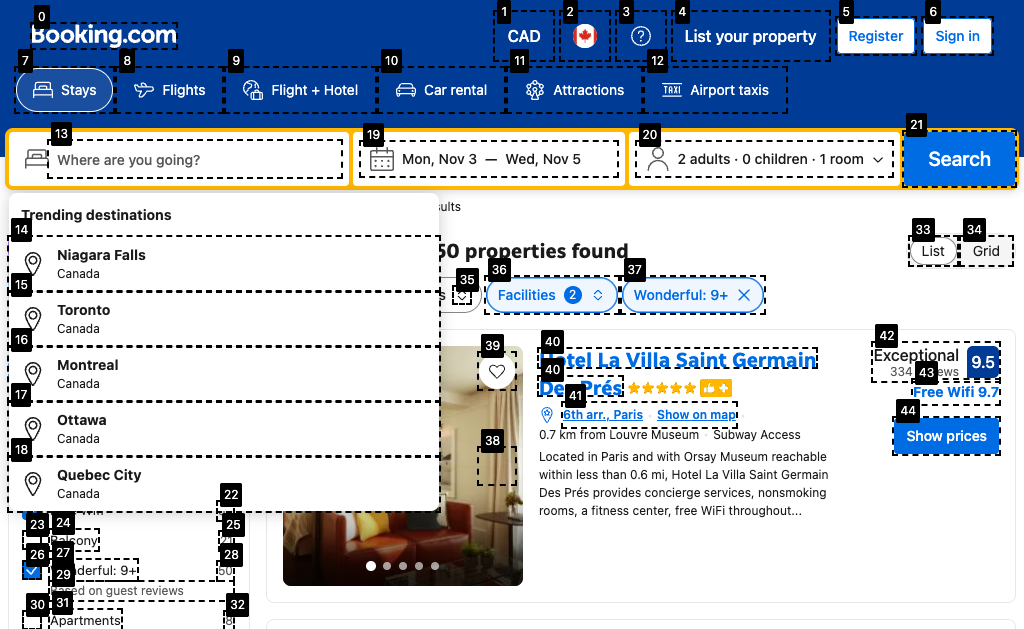 Booking.com
CAD
List your property
Register
Sign in
Stays
Flights
Flight + Hotel
Car rental
Attractions
Airport taxis
Where are you going?
Mon, Nov 3 — Wed, Nov 5
2 adults · 0 children · 1 room
Search
Trending destinations
Niagara Falls
Canada
Toronto
Canada
Montreal
Canada
Ottawa
Canada
Quebec City
Canada
50 properties found
List
Grid
Facilities 2
Wonderful: 9+
Hotel La Villa Saint Germain
Des Prés
6th arr., Paris
Show on map
0.7 km from Louvre Museum · Subway Access
Located in Paris and with Orsay Museum reachable
within less than 0.6 mi, Hotel La Villa Saint Germain
Des Prés provides concierge services, nonsmoking
rooms, a fitness center, free WiFi throughout...
Exceptional
9.5
Free Wifi 9.7
Show prices
Balcony
Wonderful: 9+
50
Based on guest reviews
Apartments
0
1
2
3
4
5
6
7
8
9
10
11
12
13
14
15
16
17
18
19
20
21
22
23
24
25
26
27
28
29
30
31
32
33
34
35
36
37
38
39
40
40
41
42
43
44